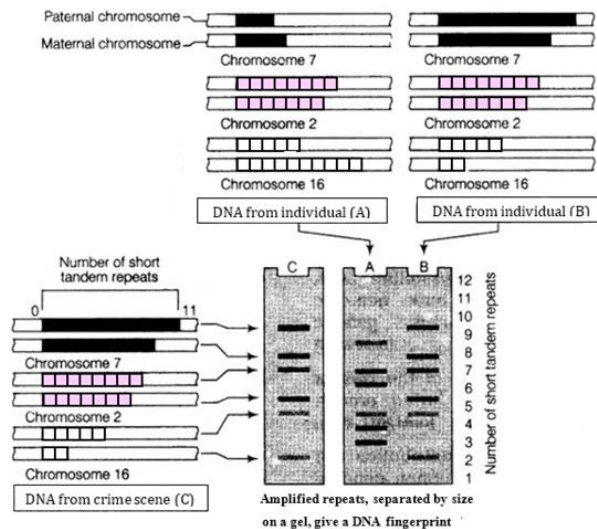 Paternal chromosome
Maternal chromosome
Chromosome 7
Chromosome 7
Chromosome 2
Chromosome 2
Chromosome 16
Chromosome 16
DNA from individual (A)
DNA from individual (B)
Number of short
tandem repeats
0
11
Chromosome 7
Chromosome 2
Chromosome 16
DNA from crime scene (C)
C
A
B
12
11
10
9
8
7
6
5
4
3
2
1
Number of short tandem repeats
Amplified repeats, separated by size
on a gel, give a DNA fingerprint